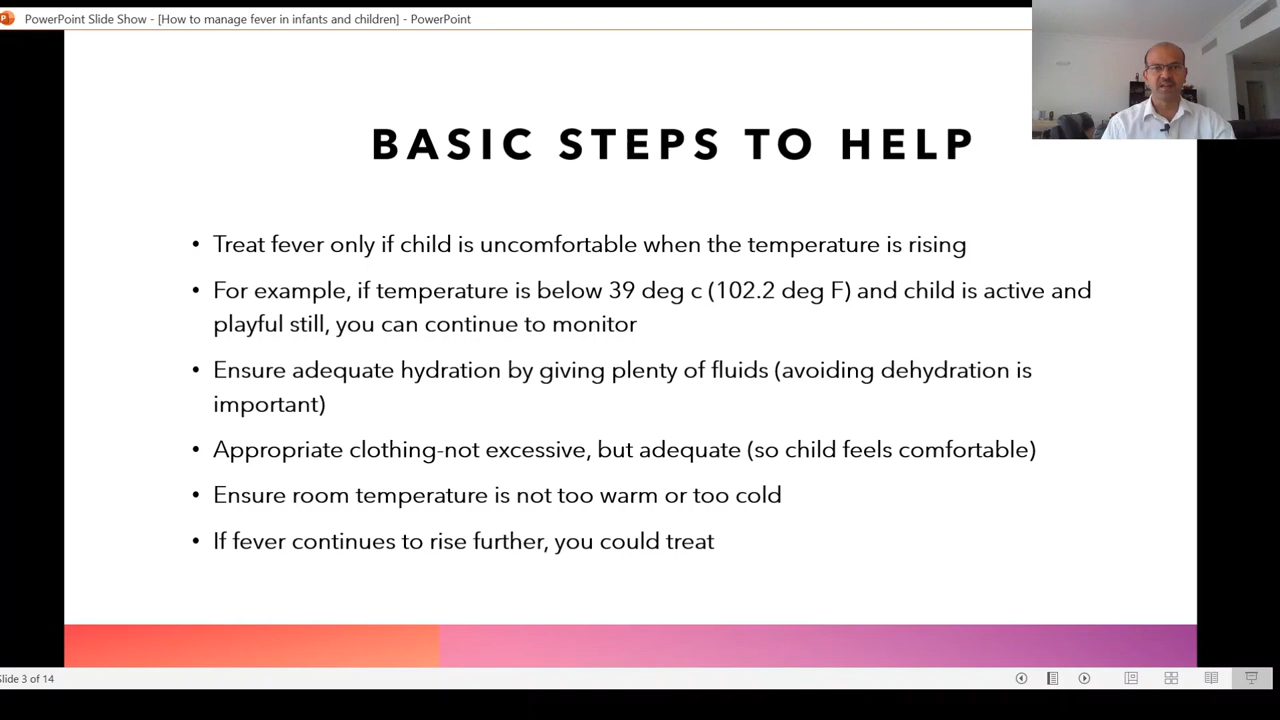 PowerPoint Slide Show - [How to manage fever in infants and children] - PowerPoint
BASIC STEPS TO HELP
• Treat fever only if child is uncomfortable when the temperature is rising
• For example, if temperature is below 39 deg c (102.2 deg F) and child is active and
playful still, you can continue to monitor
• Ensure adequate hydration by giving plenty of fluids (avoiding dehydration is
important)
• Appropriate clothing-not excessive, but adequate (so child feels comfortable)
• Ensure room temperature is not too warm or too cold
• If fever continues to rise further, you could treat
Slide 3 of 14